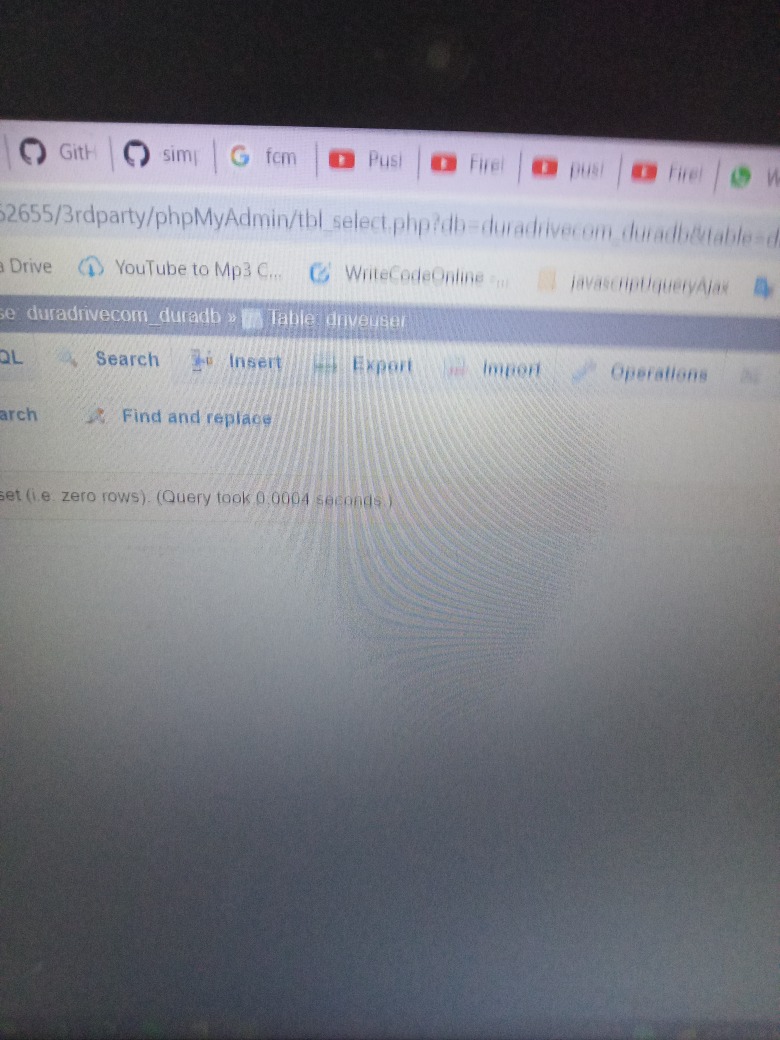 GitH simp fcm Pusl Firel pusl Firel W
62655/3rdparty/phpMyAdmin/tbl_select.php?db=duradrivecom_duradb&table=d
a Drive YouTube to Mp3 C... WriteCodeOnline -... javascriptJqueryAjax
se: duradrivecom_duradb » Table: driveuser
QL Search Insert Export Import Operations
arch Find and replace
set (i.e. zero rows). (Query took 0.0004 seconds.)